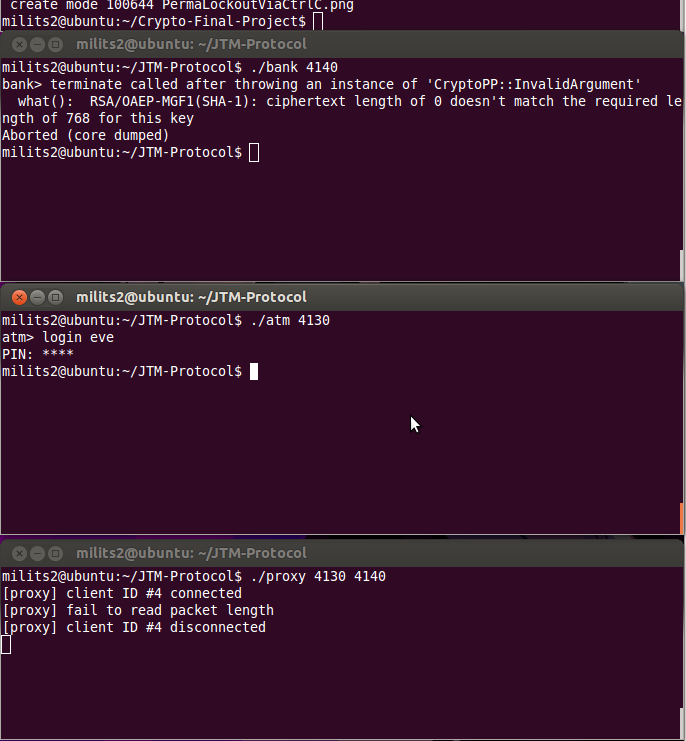 create mode 100644 PermaLockoutViaCtrlC.png
milits2@ubuntu:~/Crypto-Final-Project$
milits2@ubuntu: ~/JTM-Protocol
milits2@ubuntu:~/JTM-Protocol$ ./bank 4140
bank> terminate called after throwing an instance of 'CryptoPP::InvalidArgument'
what():  RSA/OAEP-MGF1(SHA-1): ciphertext length of 0 doesn't match the required le
ngth of 768 for this key
Aborted (core dumped)
milits2@ubuntu:~/JTM-Protocol$
milits2@ubuntu: ~/JTM-Protocol
milits2@ubuntu:~/JTM-Protocol$ ./atm 4130
atm> login eve
PIN: ****
milits2@ubuntu:~/JTM-Protocol$
milits2@ubuntu: ~/JTM-Protocol
milits2@ubuntu:~/JTM-Protocol$ ./proxy 4130 4140
[proxy] client ID #4 connected
[proxy] fail to read packet length
[proxy] client ID #4 disconnected